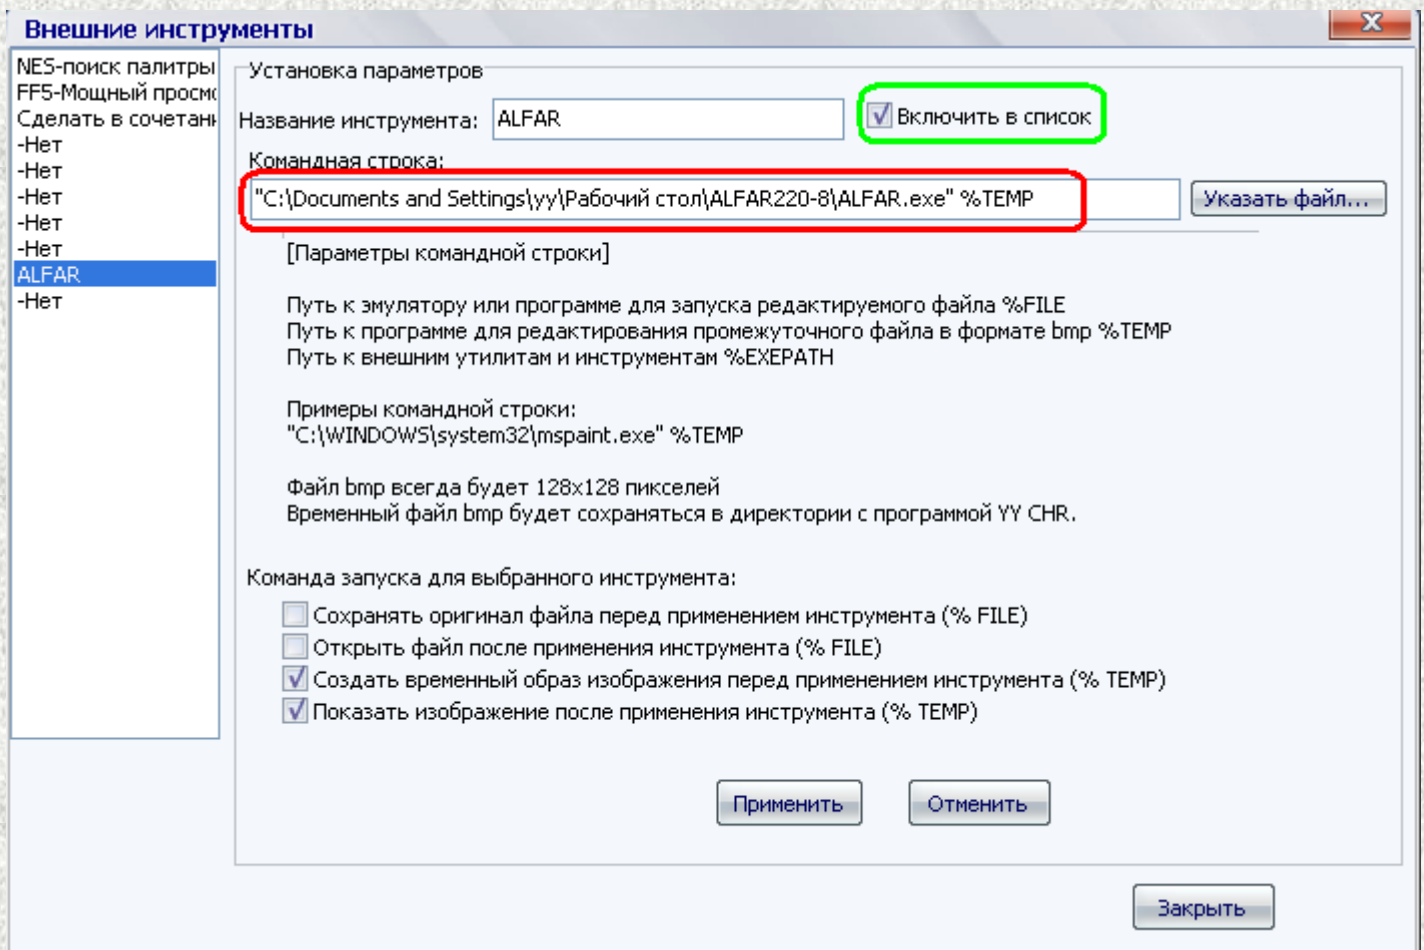 Внешние инструменты
X
NES-поиск палитры
FF5-Мощный просмо
Сделать в сочетани
-Нет
-Нет
-Нет
-Нет
-Нет
ALFAR
-Нет
Установка параметров
Название инструмента: ALFAR
Включить в список
Командная строка:
"C:\Documents and Settings\yy\Рабочий стол\ALFAR220-8\ALFAR.exe" %TEMP
Указать файл...
[Параметры командной строки]
Путь к эмулятору или программе для запуска редактируемого файла %FILE
Путь к программе для редактирования промежуточного файла в формате bmp %TEMP
Путь к внешним утилитам и инструментам %EXEPATH
Примеры командной строки:
"C:\WINDOWS\system32\mspaint.exe" %TEMP
Файл bmp всегда будет 128x128 пикселей
Временный файл bmp будет сохраняться в директории с программой YY CHR.
Команда запуска для выбранного инструмента:
Сохранять оригинал файла перед применением инструмента (% FILE)
Открыть файл после применения инструмента (% FILE)
Создать временный образ изображения перед применением инструмента (% TEMP)
Показать изображение после применения инструмента (% TEMP)
Применить
Отменить
Закрыть